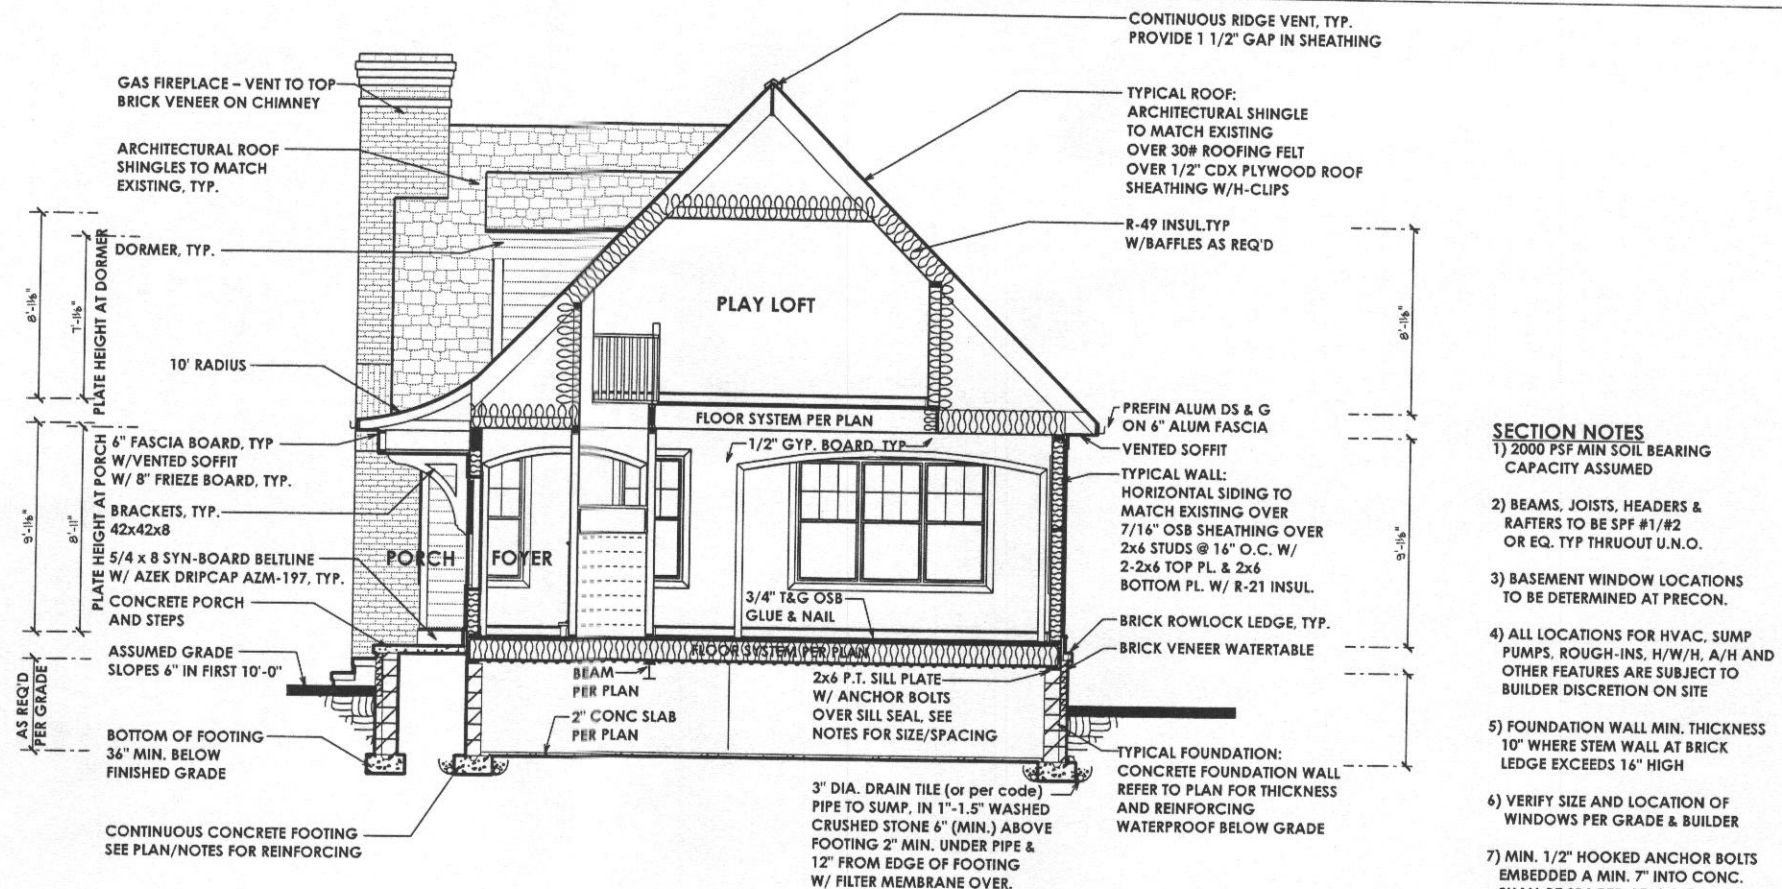 CONTINUOUS RIDGE VENT, TYP.
PROVIDE 1 1/2" GAP IN SHEATHING
GAS FIREPLACE – VENT TO TOP
BRICK VENEER ON CHIMNEY
ARCHITECTURAL ROOF
SHINGLES TO MATCH
EXISTING, TYP.
DORMER, TYP.
10' RADIUS
PLATE HEIGHT AT DORMER
8'-1⅛"
7'-1⅛"
6" FASCIA BOARD, TYP
W/VENTED SOFFIT
W/ 8" FRIEZE BOARD, TYP.
BRACKETS, TYP.
42x42x8
5/4 x 8 SYN-BOARD BELTLINE
W/ AZEK DRIPCAP AZM-197, TYP.
CONCRETE PORCH
AND STEPS
ASSUMED GRADE
SLOPES 6" IN FIRST 10'-0"
PLATE HEIGHT AT PORCH
9'-1⅛"
8'-11"
AS REQ'D
PER GRADE
BOTTOM OF FOOTING
36" MIN. BELOW
FINISHED GRADE
CONTINUOUS CONCRETE FOOTING
SEE PLAN/NOTES FOR REINFORCING
PLAY LOFT
FLOOR SYSTEM PER PLAN
1/2" GYP. BOARD, TYP
PORCH
FOYER
3/4" T&G OSB
GLUE & NAIL
FLOOR SYSTEM PER PLAN
BEAM
PER PLAN
2" CONC SLAB
PER PLAN
2x6 P.T. SILL PLATE
W/ ANCHOR BOLTS
OVER SILL SEAL, SEE
NOTES FOR SIZE/SPACING
3" DIA. DRAIN TILE (or per code)
PIPE TO SUMP, IN 1"-1.5" WASHED
CRUSHED STONE 6" (MIN.) ABOVE
FOOTING 2" MIN. UNDER PIPE &
12" FROM EDGE OF FOOTING
W/ FILTER MEMBRANE OVER.
TYPICAL ROOF:
ARCHITECTURAL SHINGLE
TO MATCH EXISTING
OVER 30# ROOFING FELT
OVER 1/2" CDX PLYWOOD ROOF
SHEATHING W/H-CLIPS
R-49 INSUL.TYP
W/BAFFLES AS REQ'D
8'-1⅛"
PREFIN ALUM DS & G
ON 6" ALUM FASCIA
VENTED SOFFIT
TYPICAL WALL:
HORIZONTAL SIDING TO
MATCH EXISTING OVER
7/16" OSB SHEATHING OVER
2x6 STUDS @ 16" O.C. W/
2-2x6 TOP PL. & 2x6
BOTTOM PL. W/ R-21 INSUL.
9'-1⅛"
BRICK ROWLOCK LEDGE, TYP.
BRICK VENEER WATERTABLE
TYPICAL FOUNDATION:
CONCRETE FOUNDATION WALL
REFER TO PLAN FOR THICKNESS
AND REINFORCING
WATERPROOF BELOW GRADE
SECTION NOTES
1) 2000 PSF MIN SOIL BEARING
CAPACITY ASSUMED
2) BEAMS, JOISTS, HEADERS &
RAFTERS TO BE SPF #1/#2
OR EQ. TYP THRUOUT U.N.O.
3) BASEMENT WINDOW LOCATIONS
TO BE DETERMINED AT PRECON.
4) ALL LOCATIONS FOR HVAC, SUMP
PUMPS, ROUGH-INS, H/W/H, A/H AND
OTHER FEATURES ARE SUBJECT TO
BUILDER DISCRETION ON SITE
5) FOUNDATION WALL MIN. THICKNESS
10" WHERE STEM WALL AT BRICK
LEDGE EXCEEDS 16" HIGH
6) VERIFY SIZE AND LOCATION OF
WINDOWS PER GRADE & BUILDER
7) MIN. 1/2" HOOKED ANCHOR BOLTS
EMBEDDED A MIN. 7" INTO CONC.